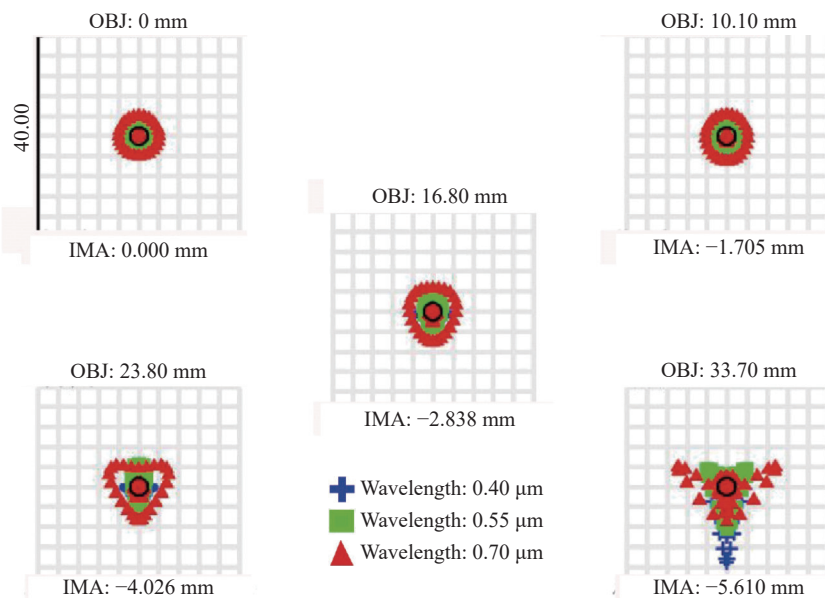 OBJ: 0 mm
OBJ: 10.10 mm
40.00
IMA: 0.000 mm
IMA: −1.705 mm
OBJ: 16.80 mm
IMA: −2.838 mm
OBJ: 23.80 mm
OBJ: 33.70 mm
IMA: −4.026 mm
IMA: −5.610 mm
Wavelength: 0.40 μm
Wavelength: 0.55 μm
Wavelength: 0.70 μm